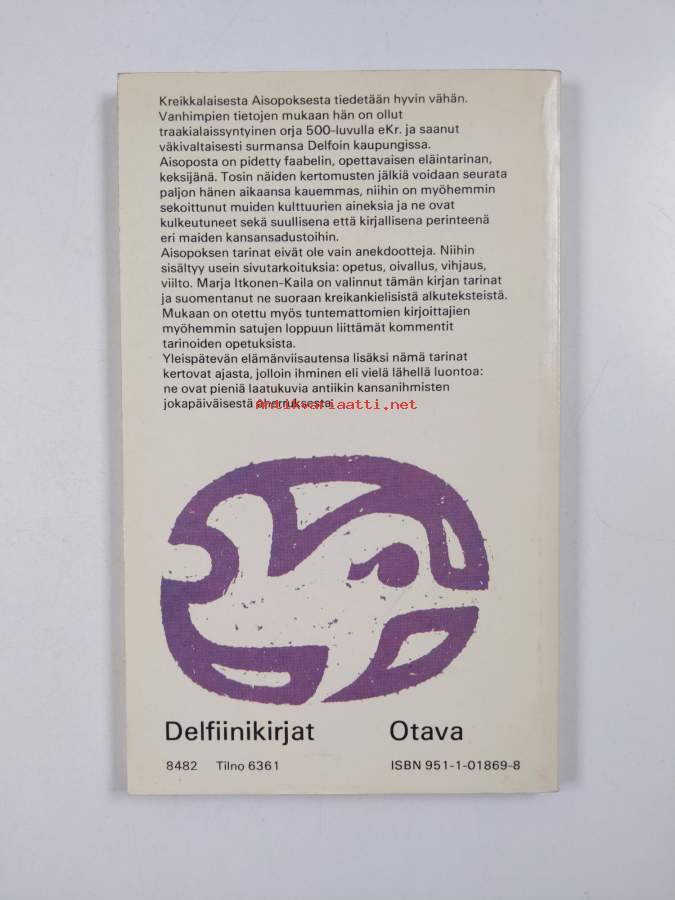 Kreikkalaisesta Aisopoksesta tiedetään hyvin vähän.
Vanhimpien tietojen mukaan hän on ollut
traakialaissyntyinen orja 500-luvulla eKr. ja saanut
väkivaltaisesti surmansa Delfoin kaupungissa.
Aisoposta on pidetty faabelin, opettavaisen eläintarinan,
keksijänä. Tosin näiden kertomusten jälkiä voidaan seurata
paljon hänen aikaansa kauemmas, niihin on myöhemmin
sekoittunut muiden kulttuurien aineksia ja ne ovat
kulkeutuneet sekä suullisena että kirjallisena perinteenä
eri maiden kansansadustoihin.
Aisopoksen tarinat eivät ole vain anekdootteja. Niihin
sisältyy usein sivutarkoituksia: opetus, oivallus, vihjaus,
viilto. Marja Itkonen-Kaila on valinnut tämän kirjan tarinat
ja suomentanut ne suoraan kreikankielisistä alkuteksteistä.
Mukaan on otettu myös tuntemattomien kirjoittajien
myöhemmin satujen loppuun liittämät kommentit
tarinoiden opetuksista.
Yleispätevän elämänviisautensa lisäksi nämä tarinat
kertovat ajasta, jolloin ihminen eli vielä lähellä luontoa:
ne ovat pieniä laatukuvia antiikin kansanihmisten
jokapäiväisestä aherruksesta.
antikvariaatti.net
Delfiinikirjat Otava
8482 Tilno 6361 ISBN 951-1-01869-8